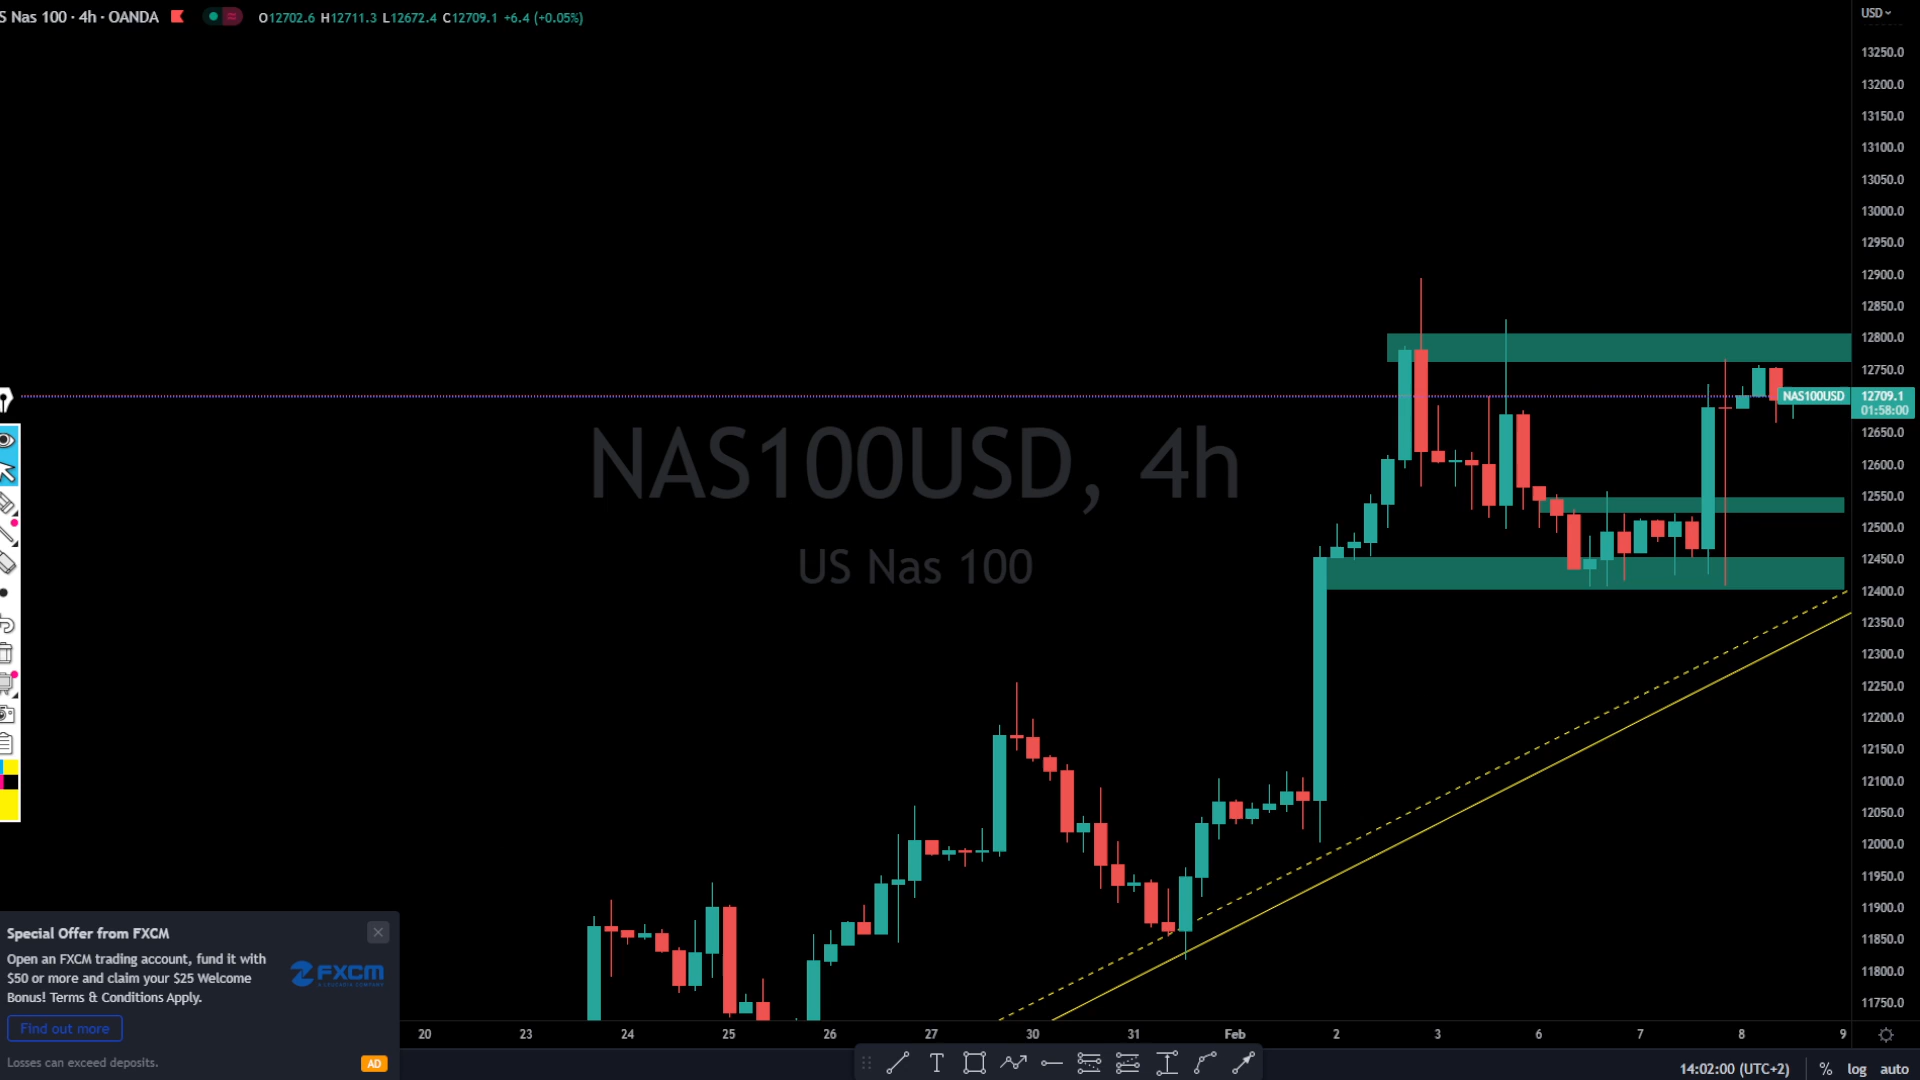 S Nas 100 · 4h · OANDA O12702.6 H12711.3 L12672.4 C12709.1 +6.4 (+0.05%)
USD
13250.0
13200.0
13150.0
13100.0
13050.0
13000.0
12950.0
12900.0
12850.0
12800.0
12750.0
NAS100USD 12709.1
01:58:00
12650.0
12600.0
12550.0
12500.0
12450.0
12400.0
12350.0
12300.0
12250.0
12200.0
12150.0
12100.0
12050.0
12000.0
11950.0
11900.0
11850.0
11800.0
11750.0
NAS100USD, 4h
US Nas 100
Special Offer from FXCM
Open an FXCM trading account, fund it with
$50 or more and claim your $25 Welcome
Bonus! Terms & Conditions Apply.
FXCM
A LEUCADIA COMPANY
Find out more
Losses can exceed deposits.
AD
20 23 24 25 26 27 30 31 Feb 2 3 6 7 8 9
T
14:02:00 (UTC+2) % log auto